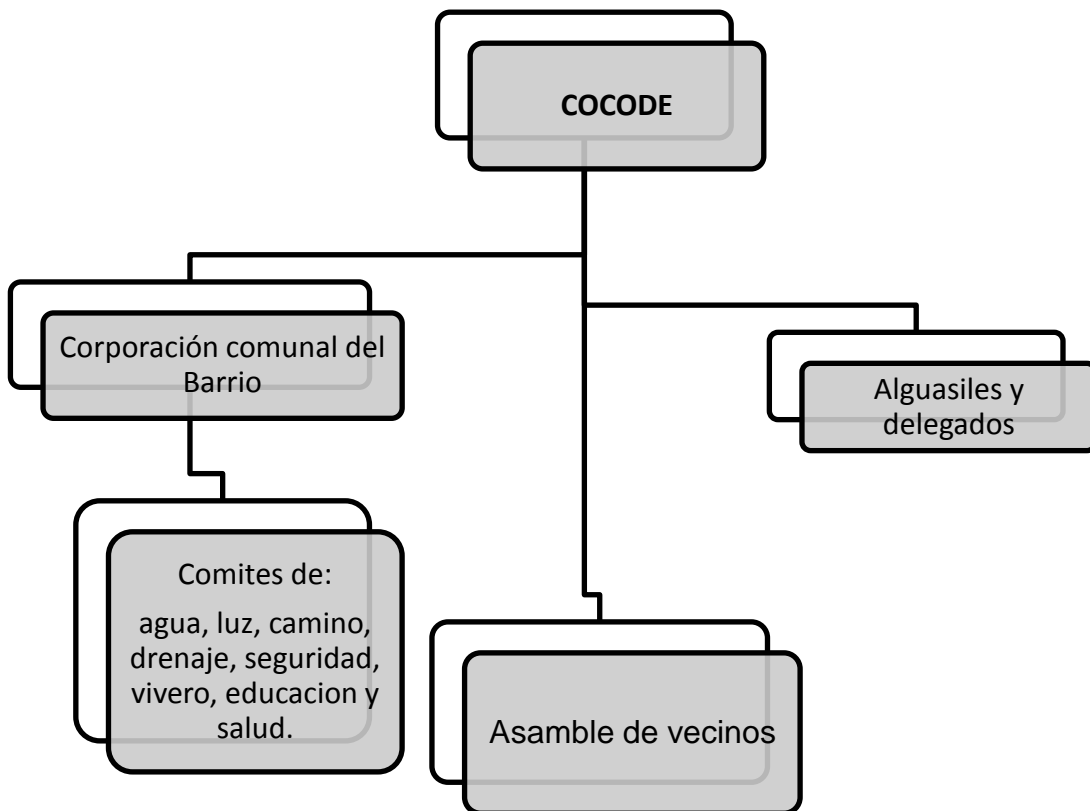 COCODE
Corporación comunal del
Barrio
Alguasiles y
delegados
Comites de:
agua, luz, camino,
drenaje, seguridad,
vivero, educacion y
salud.
Asamble de vecinos